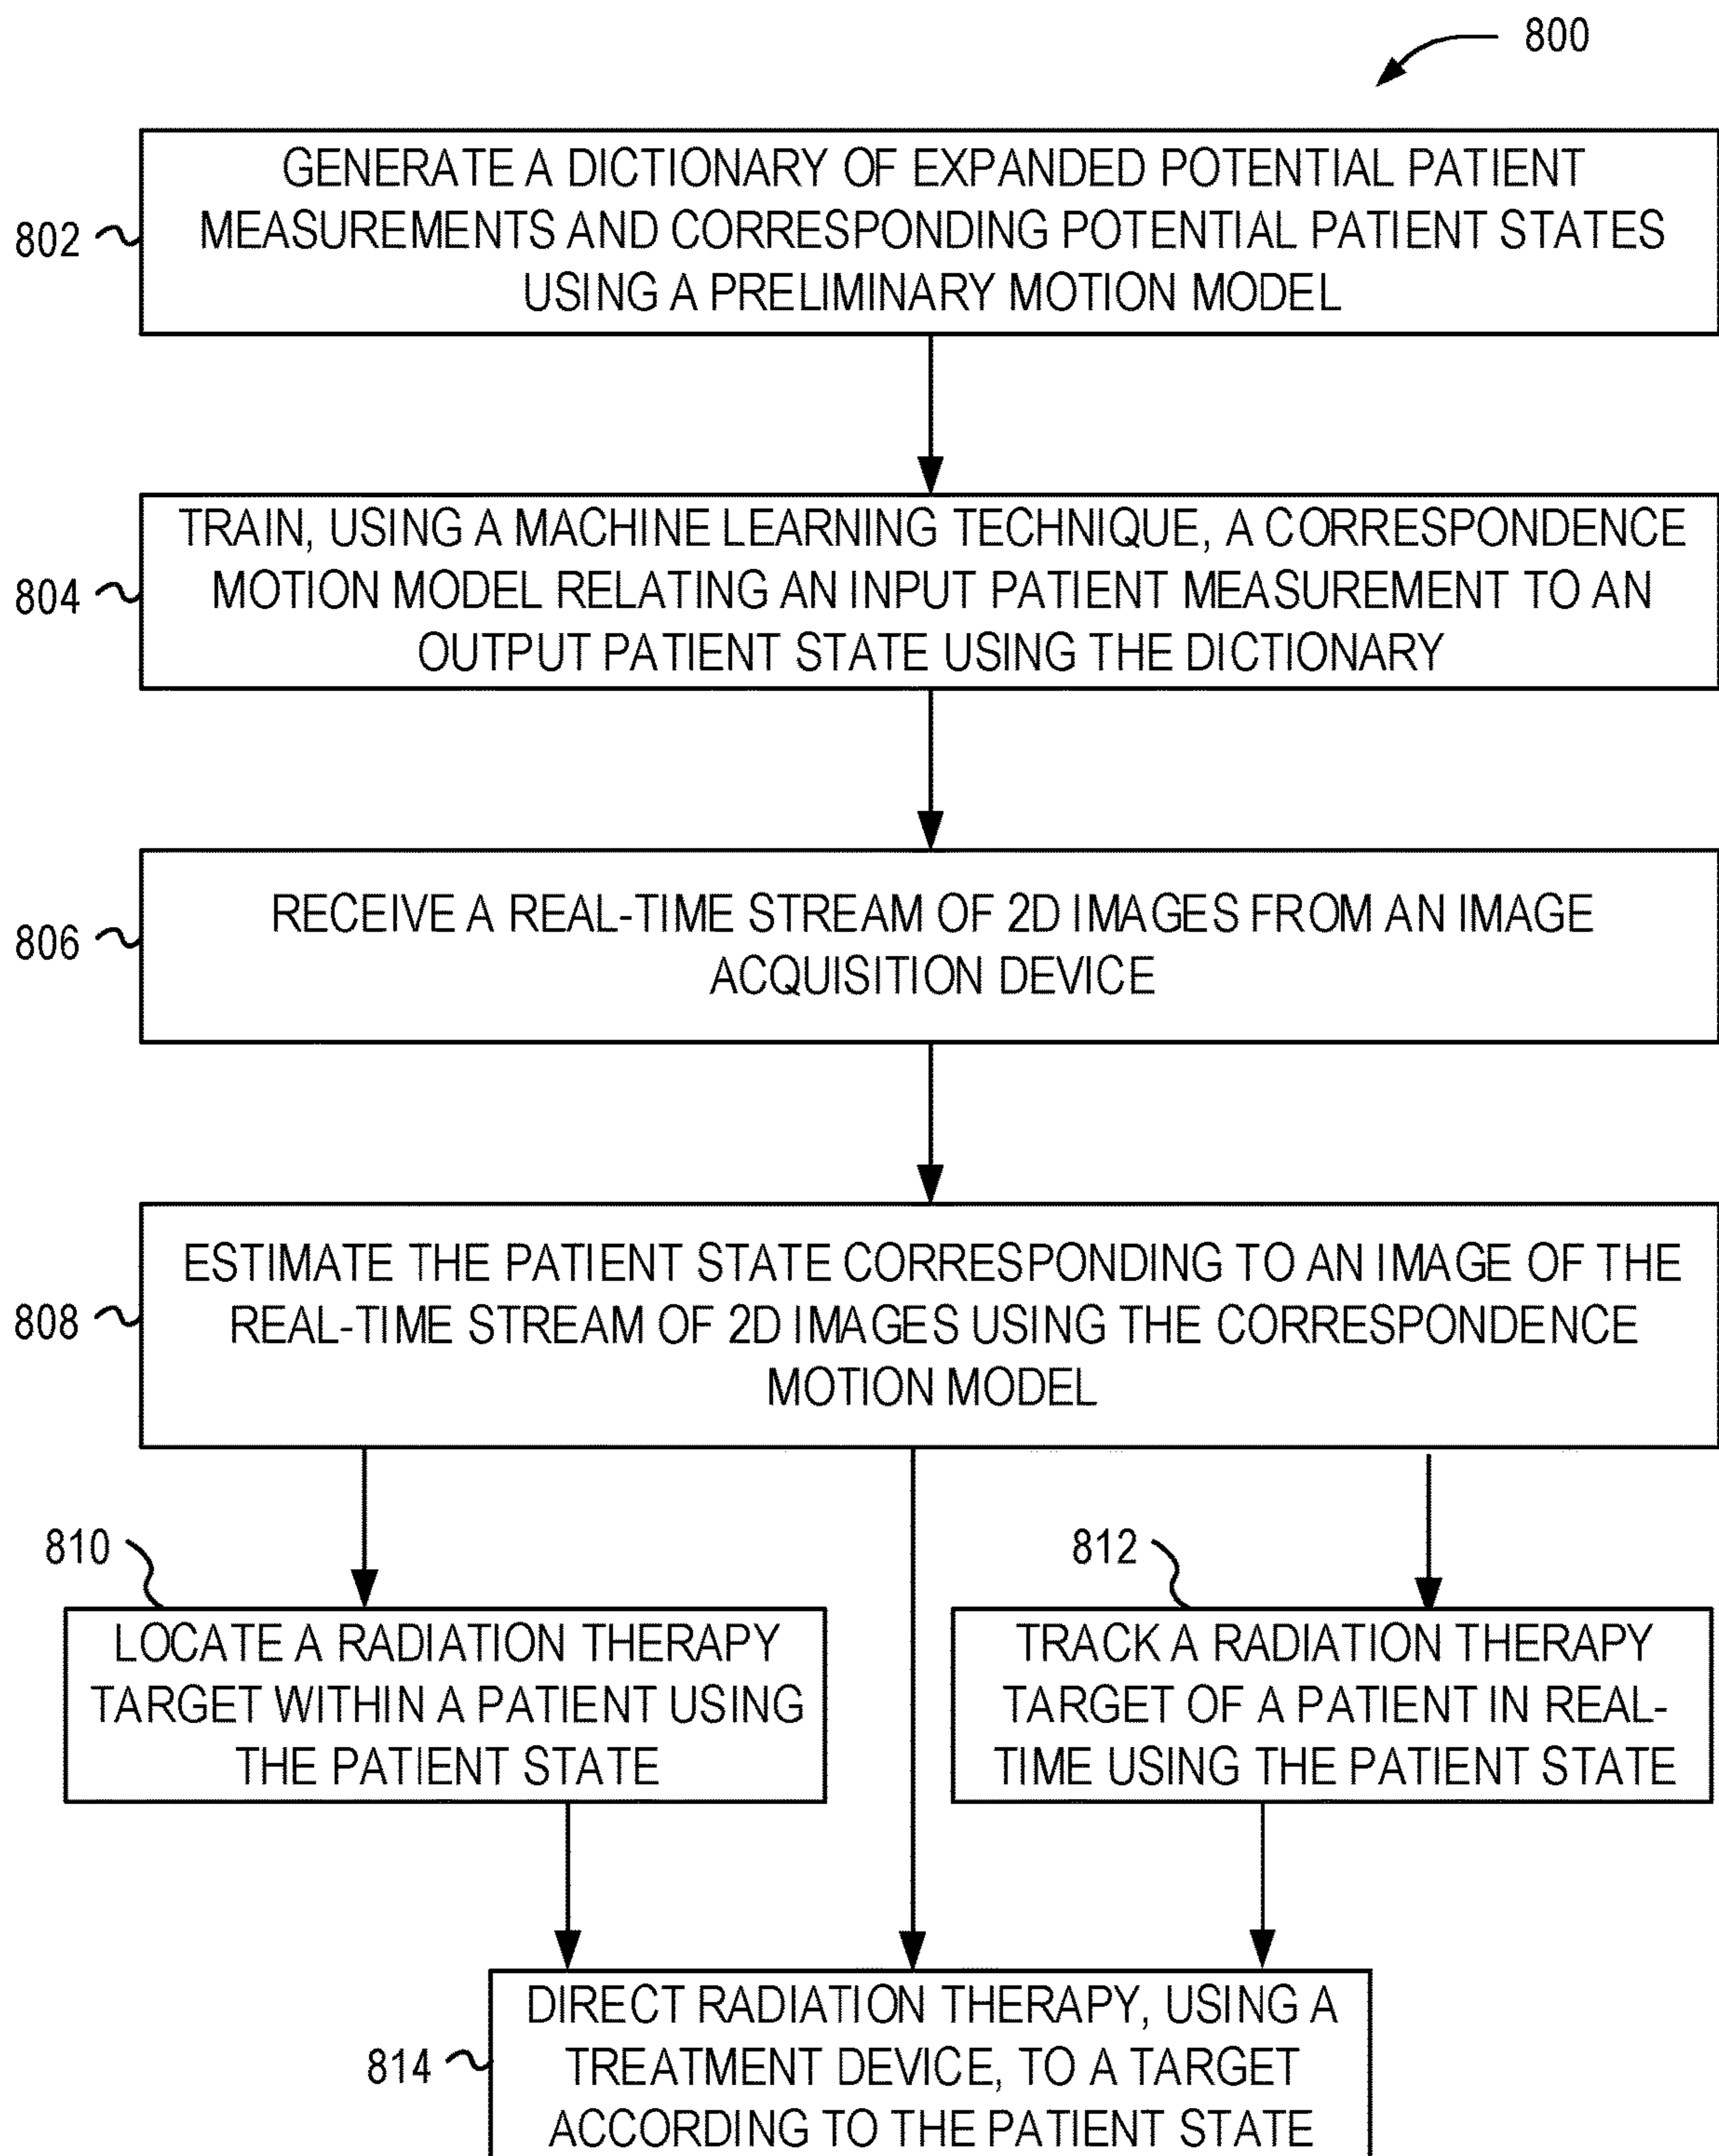 800
GENERATE A DICTIONARY OF EXPANDED POTENTIAL PATIENT
MEASUREMENTS AND CORRESPONDING POTENTIAL PATIENT STATES
USING A PRELIMINARY MOTION MODEL
802
TRAIN, USING A MACHINE LEARNING TECHNIQUE, A CORRESPONDENCE
MOTION MODEL RELATING AN INPUT PATIENT MEASUREMENT TO AN
OUTPUT PATIENT STATE USING THE DICTIONARY
804
RECEIVE A REAL-TIME STREAM OF 2D IMAGES FROM AN IMAGE
ACQUISITION DEVICE
806
ESTIMATE THE PATIENT STATE CORRESPONDING TO AN IMAGE OF THE
REAL-TIME STREAM OF 2D IMAGES USING THE CORRESPONDENCE
MOTION MODEL
808
810
LOCATE A RADIATION THERAPY
TARGET WITHIN A PATIENT USING
THE PATIENT STATE
812
TRACK A RADIATION THERAPY
TARGET OF A PATIENT IN REAL-
TIME USING THE PATIENT STATE
DIRECT RADIATION THERAPY, USING A
TREATMENT DEVICE, TO A TARGET
ACCORDING TO THE PATIENT STATE
814